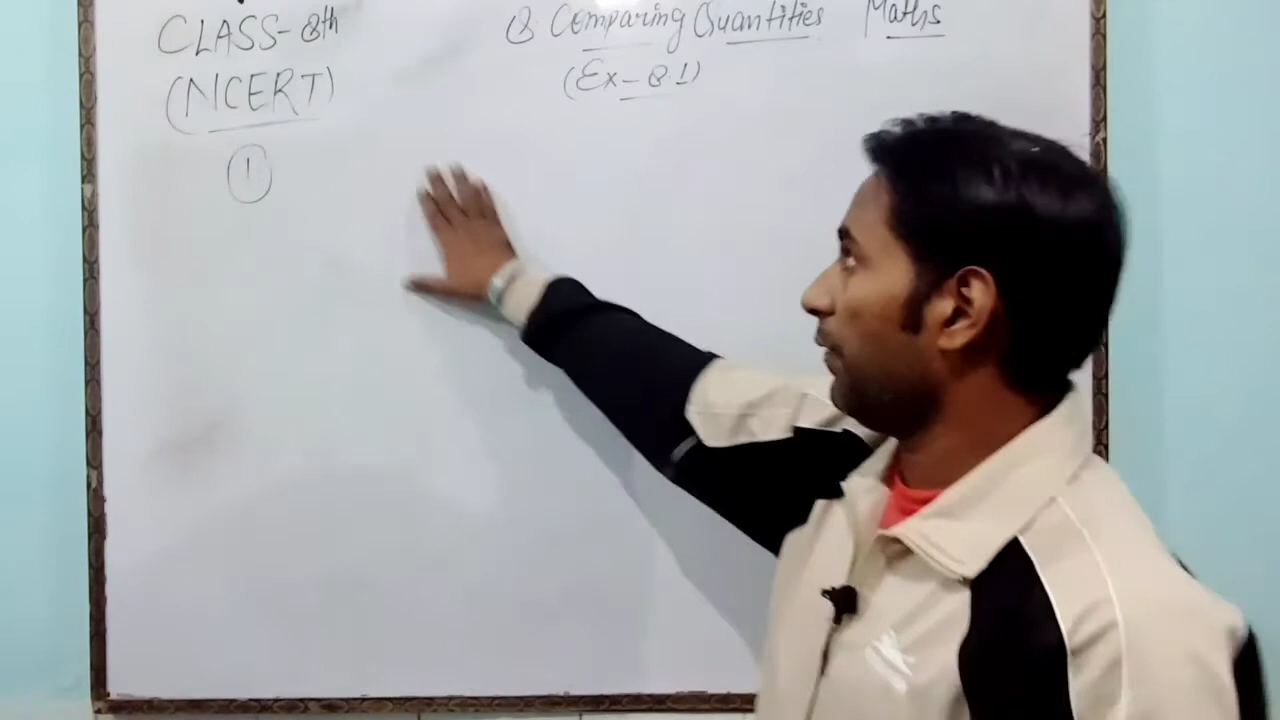 CLASS-8th
(NCERT)
8 Comparing Quantities Maths
(Ex-8.1)
1